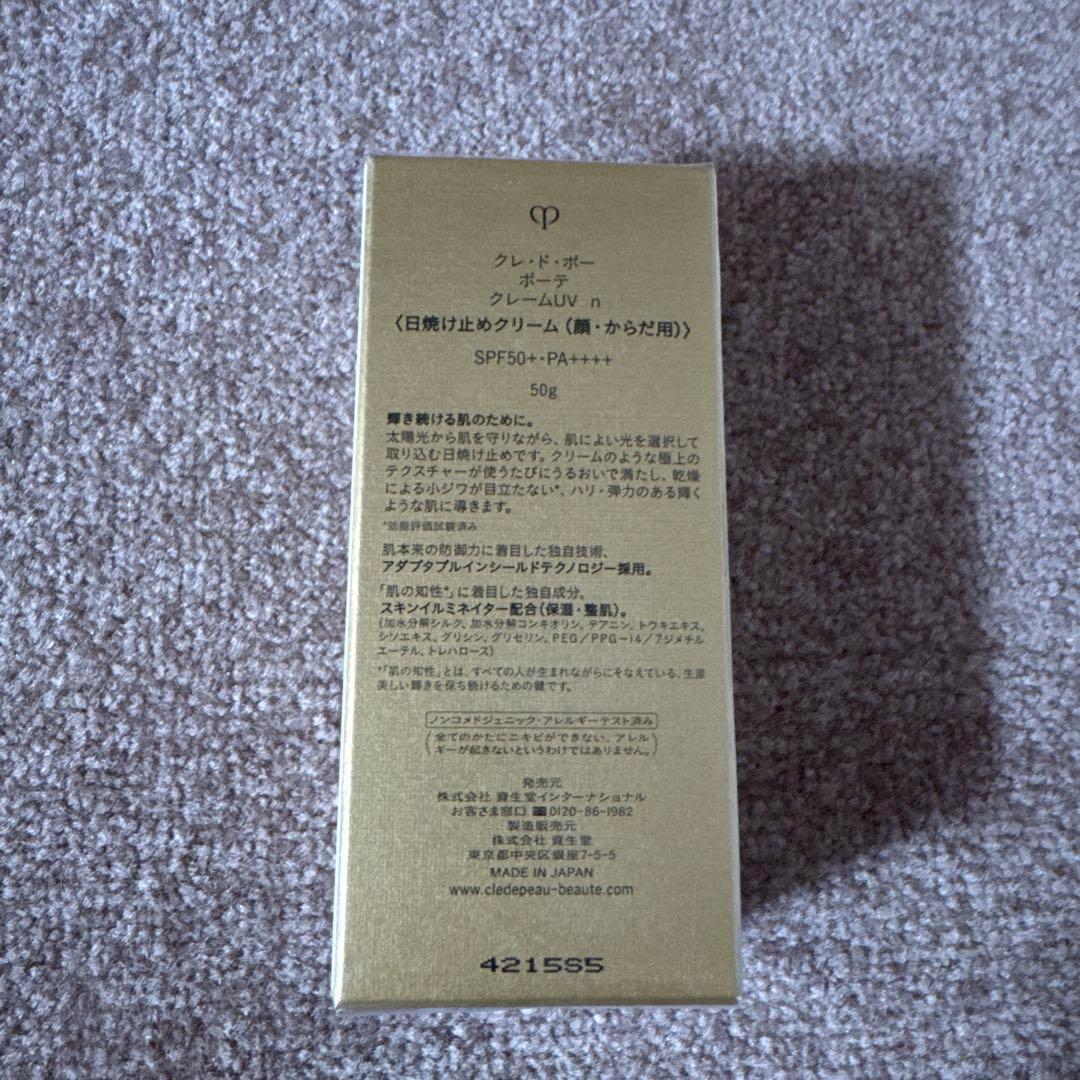 クレ・ド・ポー
ボーテ
クレームUV n
〈日焼け止めクリーム(顔・からだ用)〉
SPF50+・PA++++
50g
輝き続ける肌のために。
太陽光から肌を守りながら、肌によい光を選択して
取り込む日焼け止めです。クリームのような極上の
テクスチャーが使うたびにうるおいで満たし、乾燥
による小ジワが目立たない*、ハリ・弾力のある輝く
ような肌に導きます。
*効能評価試験済み
肌本来の防御力に着目した独自技術、
アダプタブルインシールドテクノロジー採用。
「肌の知性*」に着目した独自成分、
スキンイルミネイター配合(保湿・整肌)。
(加水分解シルク、加水分解コンキオリン、テアニン、トウキエキス、
シソエキス、グリシン、グリセリン、PEG/PPG-14/7ジメチル
エーテル、トレハロース)
*「肌の知性」とは、すべての人が生まれながらにそなえている、生涯
美しい輝きを保ち続けるための鍵です。
ノンコメドジェニック・アレルギーテスト済み
(全てのかたにニキビができない、アレル
ギーが起きないというわけではありません。)
発売元
株式会社 資生堂インターナショナル
お客さま窓口 0120-86-1982
製造販売元
株式会社 資生堂
東京都中央区銀座7-5-5
MADE IN JAPAN
www.cledepeau-beaute.com
4215S5